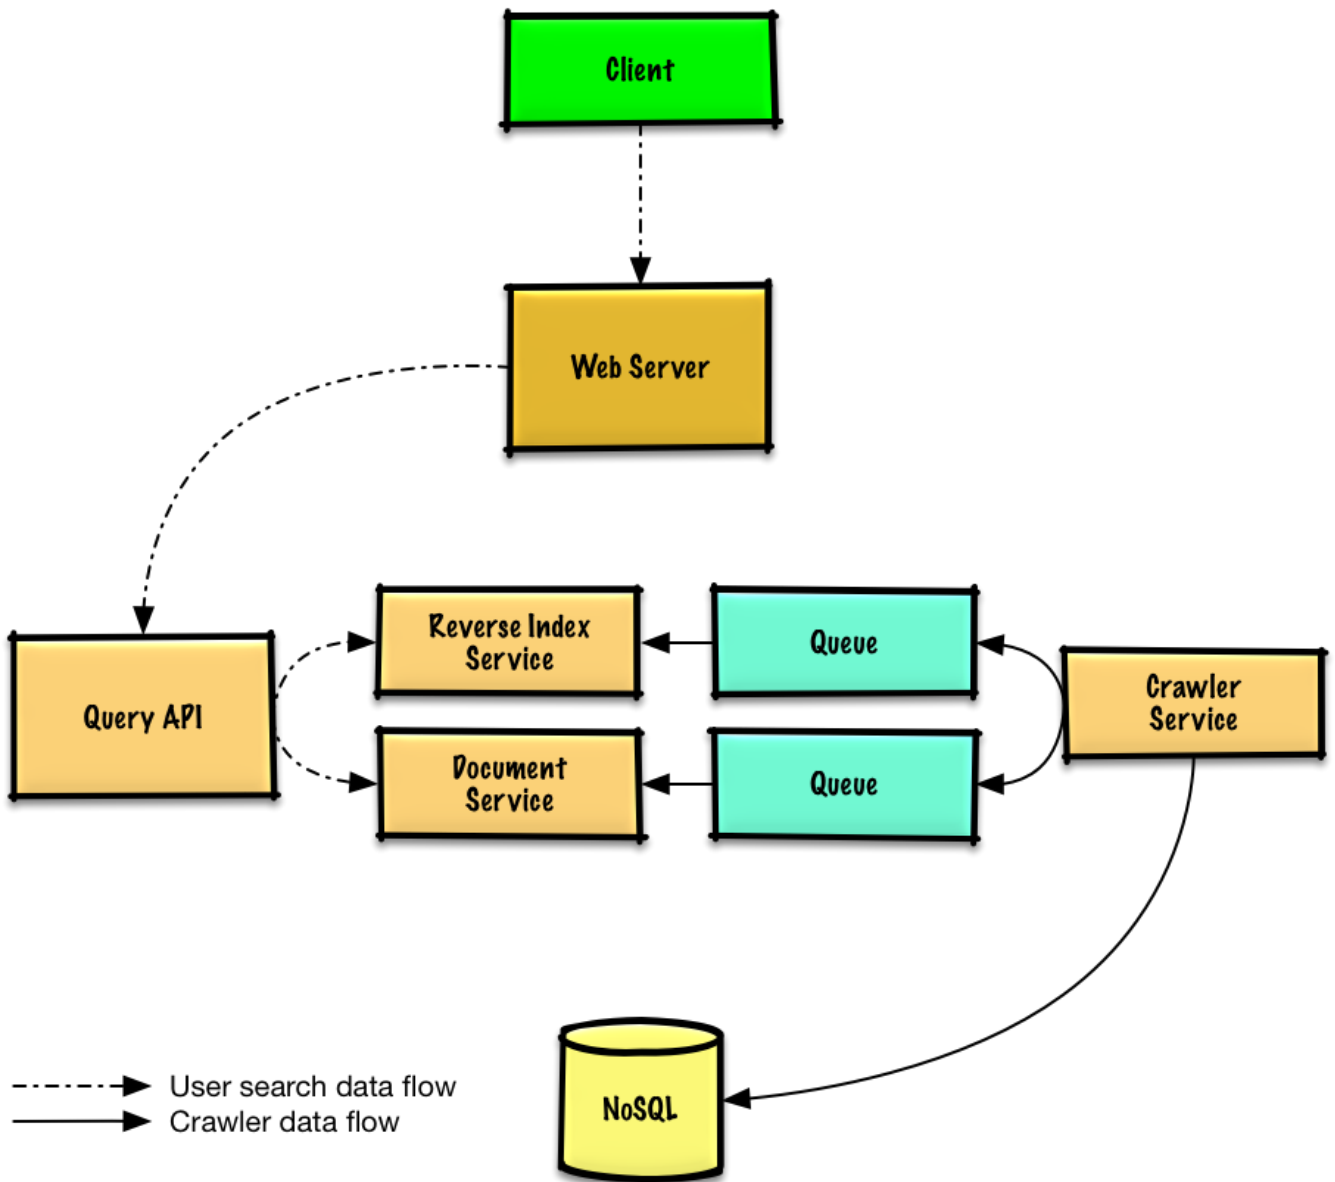 Client
Web Server
Reverse Index
Service
Queue
Crawler
Service
Query API
Document
Service
Queue
User search data flow
Crawler data flow
NoSQL